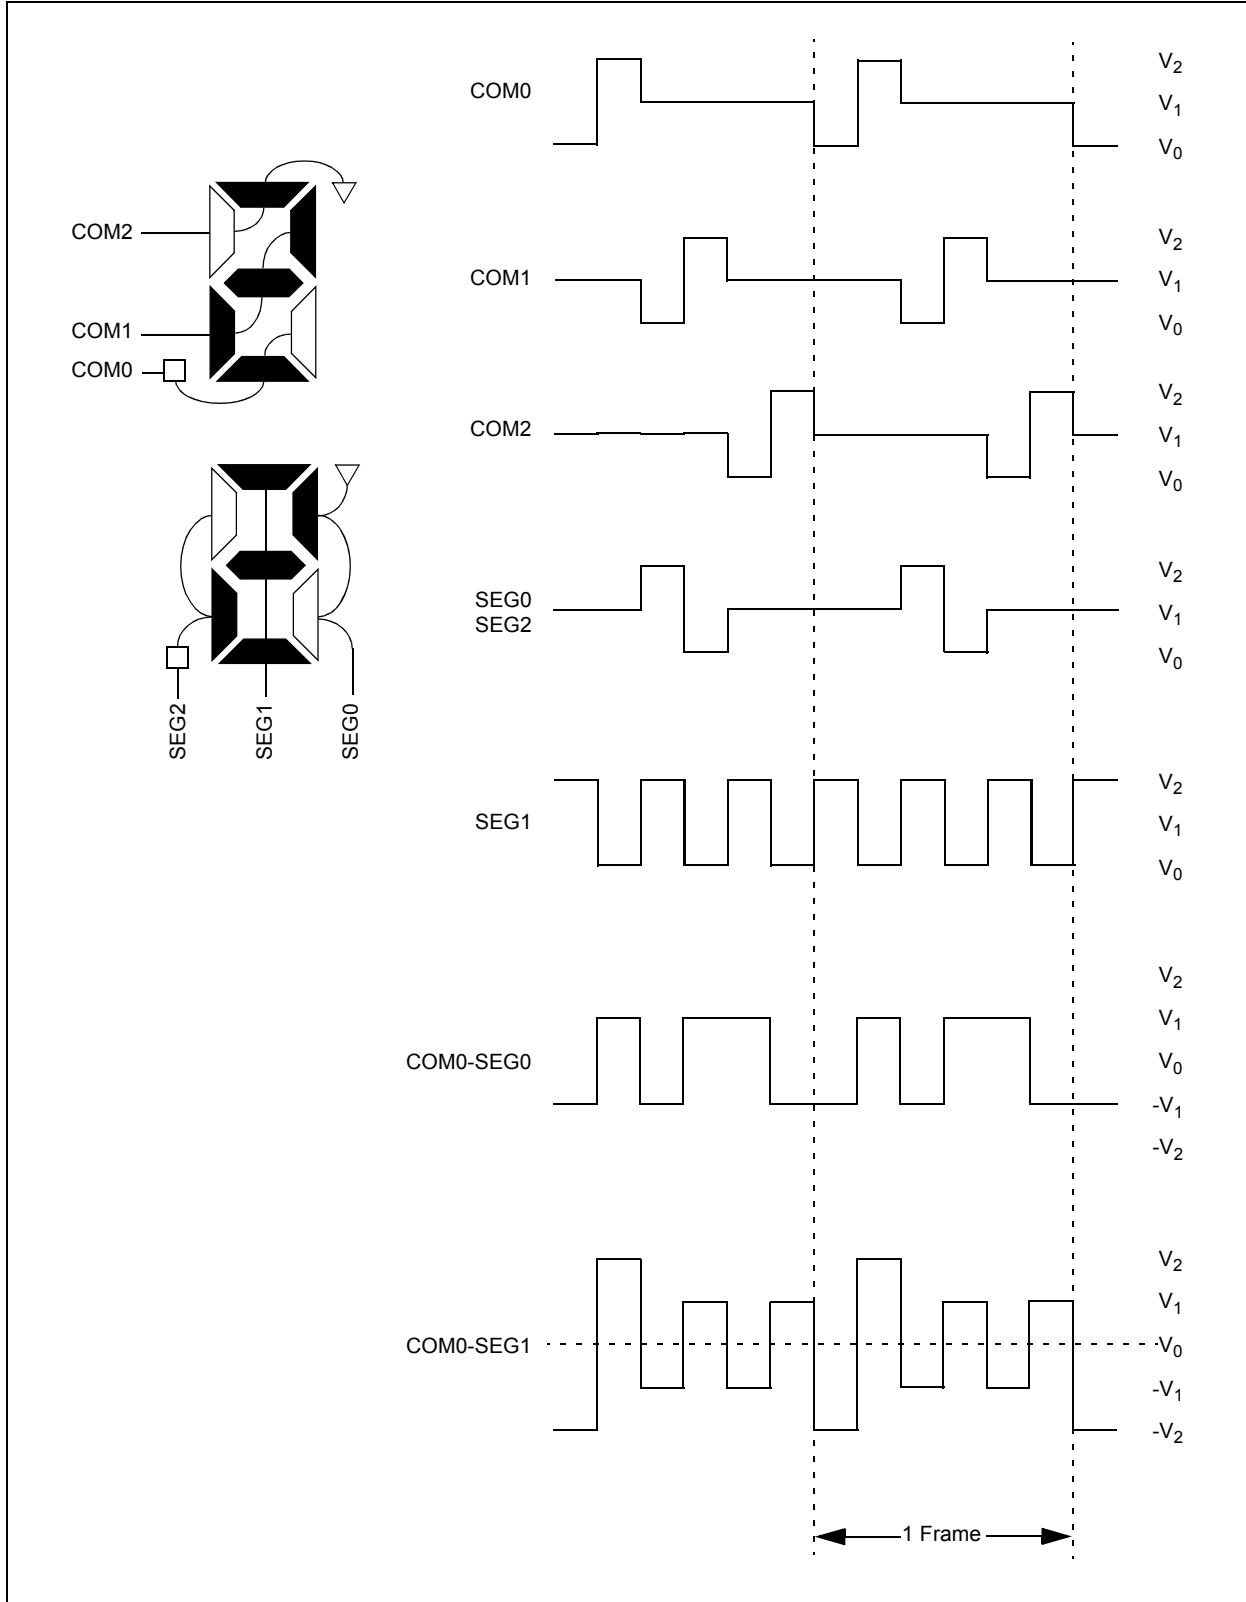 COM0
V2
V1
V0
COM2
COM1
COM0
COM1
V2
V1
V0
COM2
V2
V1
V0
SEG0
SEG2
V2
V1
V0
SEG2
SEG1
SEG0
SEG1
V2
V1
V0
COM0-SEG0
V2
V1
V0
-V1
-V2
COM0-SEG1
V2
V1
V0
-V1
-V2
1 Frame